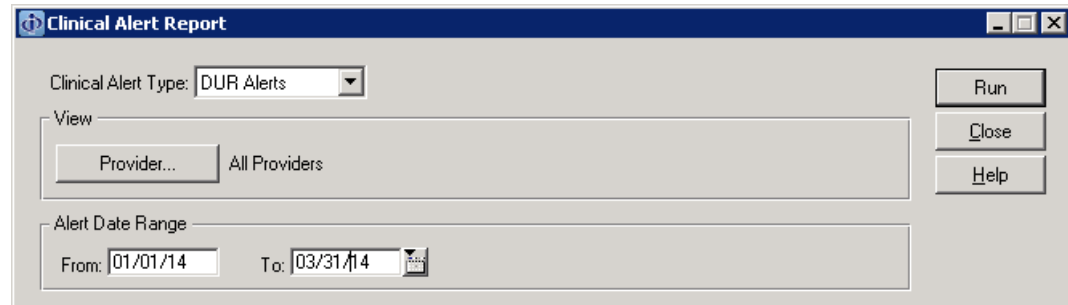 Clinical Alert Report
Clinical Alert Type: DUR Alerts
Run
View
Close
Provider... All Providers
Help
Alert Date Range
From: 01/01/14 To: 03/31/14